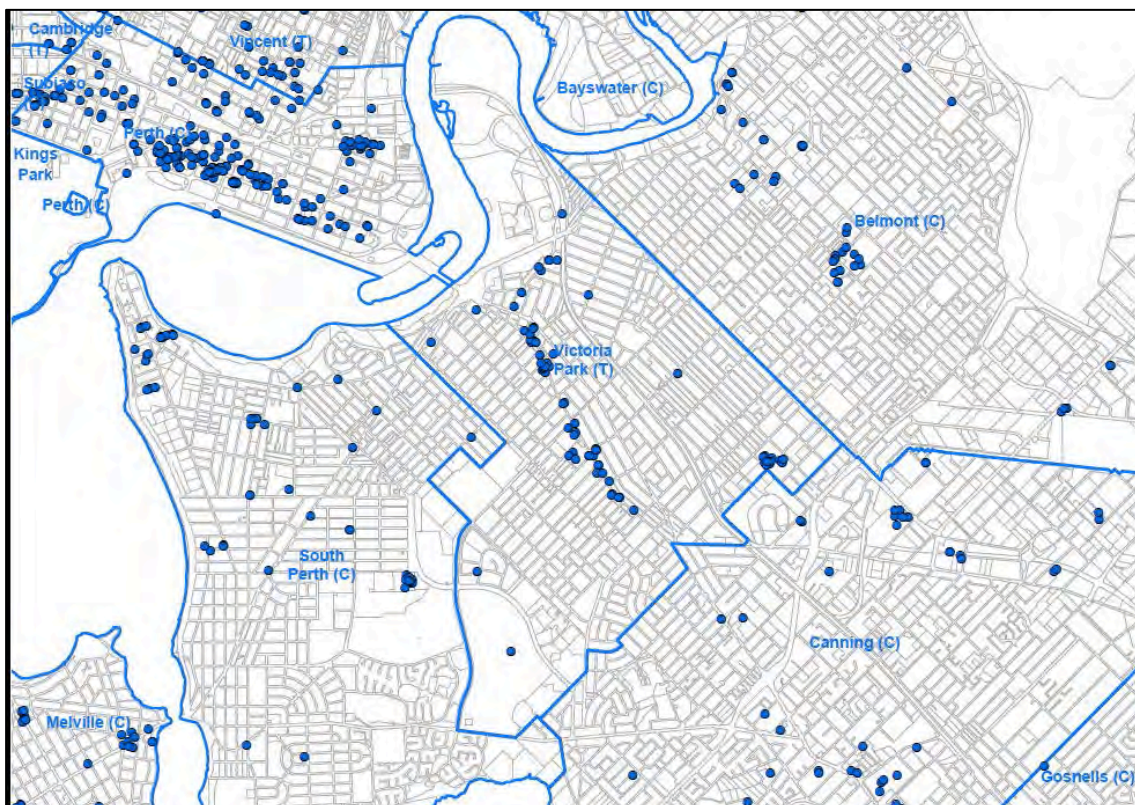 Cambridge
(T)
Vincent (T)
Subiaco
Bayswater (C)
Perth (C)
Kings
Park
Perth (C)
Belmont (C)
Victoria
Park (T)
South
Perth (C)
Canning (C)
Melville (C)
Gosnells (C)